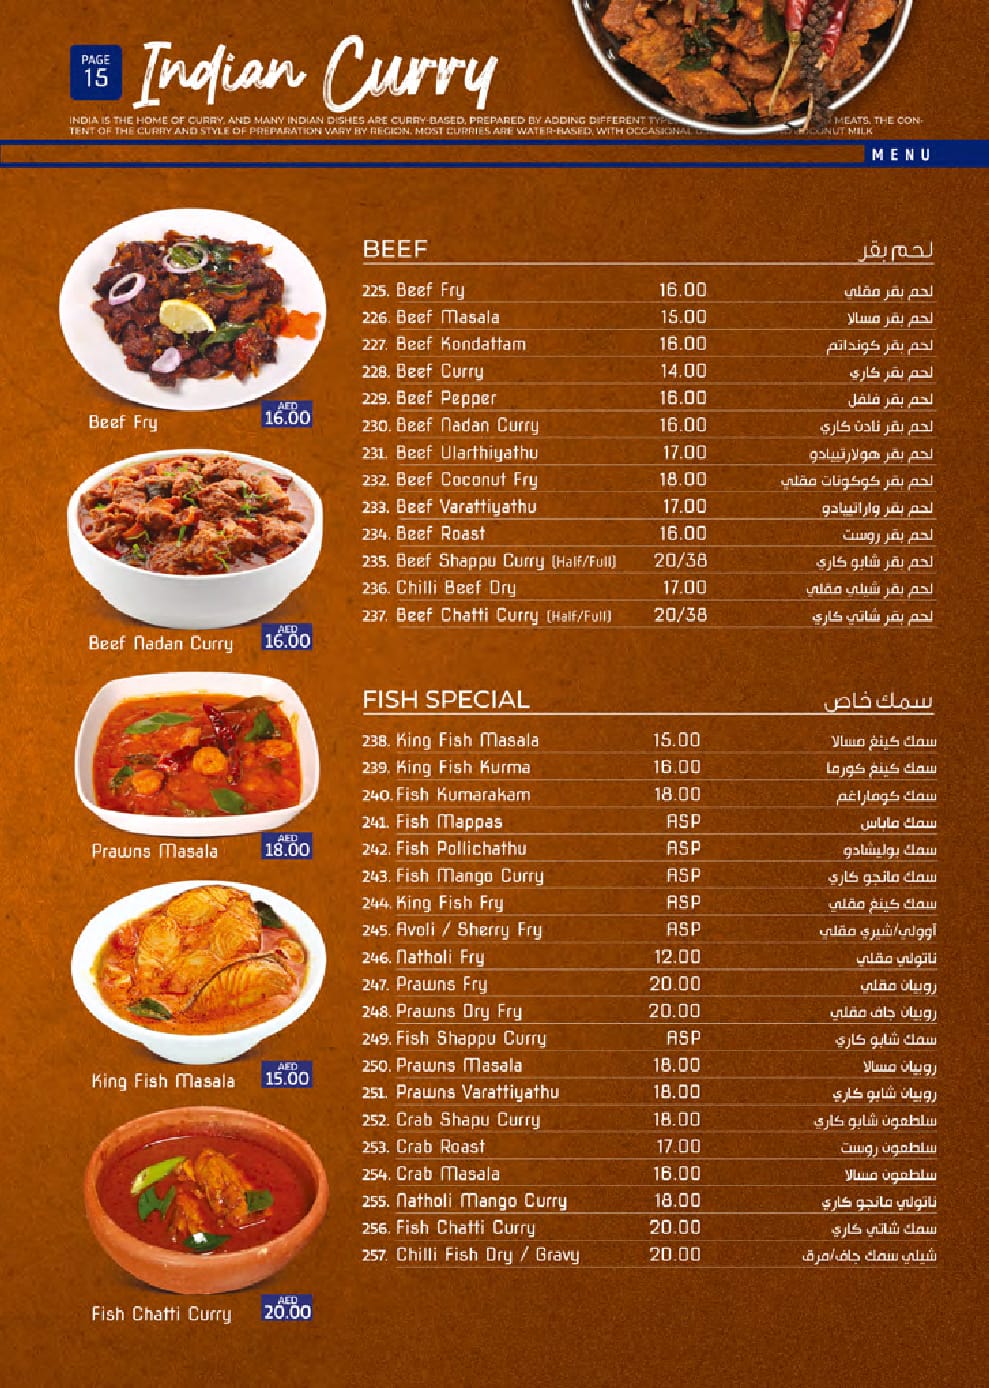 PAGE
15
Indian Curry
INDIA IS THE HOME OF CURRY, AND MANY INDIAN DISHES ARE CURRY-BASED, PREPARED BY ADDING DIFFERENT MEATS. THE CON-
TENT OF THE CURRY AND STYLE OF PREPARATION VARY BY REGION. MOST CURRIES ARE WATER-BASED, WITH OCCASIONAL MILK
MENU
BEEF لحم بقر
225. Beef Fry 16.00 لحم بقر مقلي
226. Beef Masala 15.00 لحم بقر مسالا
227. Beef Kondattam 16.00 لحم بقر كونداتم
228. Beef Curry 14.00 لحم بقر كاري
229. Beef Pepper 16.00 لحم بقر فلفل
230. Beef Nadan Curry 16.00 لحم بقر نادن كاري
231. Beef Ularthiyathu 17.00 لحم بقر هولارتييادو
232. Beef Coconut Fry 18.00 لحم بقر كوكونات مقلي
233. Beef Varattiyathu 17.00 لحم بقر واراتييادو
234. Beef Roast 16.00 لحم بقر روست
235. Beef Shappu Curry (Half/Full) 20/38 لحم بقر شابو كاري
236. Chilli Beef Dry 17.00 لحم بقر شيلي مقلي
237. Beef Chatti Curry (Half/Full) 20/38 لحم بقر شاتي كاري
FISH SPECIAL سمك خاص
238. King Fish Masala 15.00 سمك كينغ مسالا
239. King Fish Kurma 16.00 سمك كينغ كورما
240. Fish Kumarakam 18.00 سمك كوماراغم
241. Fish Mappas ASP سمك ماباس
242. Fish Pollichathu ASP سمك بوليشادو
243. Fish Mango Curry ASP سمك مانجو كاري
244. King Fish Fry ASP سمك كينغ مقلي
245. Avoli / Sherry Fry ASP آوولي/شيري مقلي
246. Natholi Fry 12.00 ناتولي مقلي
247. Prawns Fry 20.00 روبيان مقلي
248. Prawns Dry Fry 20.00 روبيان جاف مقلي
249. Fish Shappu Curry ASP سمك شابو كاري
250. Prawns Masala 18.00 روبيان مسالا
251. Prawns Varattiyathu 18.00 روبيان شابو كاري
252. Crab Shapu Curry 18.00 سلطعون شابو كاري
253. Crab Roast 17.00 سلطعون روست
254. Crab Masala 16.00 سلطعون مسالا
255. Natholi Mango Curry 18.00 ناتولي مانجو كاري
256. Fish Chatti Curry 20.00 سمك شاتي كاري
257. Chilli Fish Dry / Gravy 20.00 شيلي سمك جاف/مرق
Beef Fry AED 16.00
Beef Nadan Curry AED 16.00
Prawns Masala AED 18.00
King Fish Masala AED 15.00
Fish Chatti Curry AED 20.00